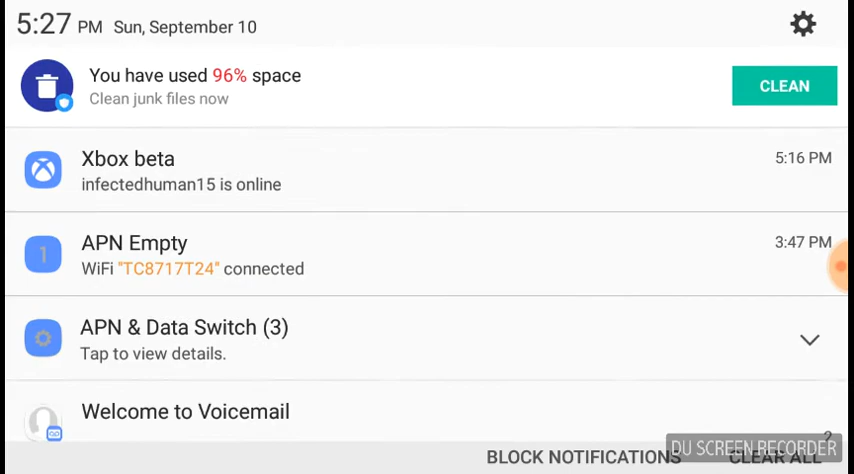 5:27 PM Sun, September 10
You have used 96% space
Clean junk files now
CLEAN
Xbox beta
5:16 PM
infectedhuman15 is online
APN Empty
3:47 PM
1
WiFi "TC8717T24" connected
APN & Data Switch (3)
Tap to view details.
Welcome to Voicemail
2
BLOCK NOTIFICATIONS
CLEAR ALL
DU SCREEN RECORDER